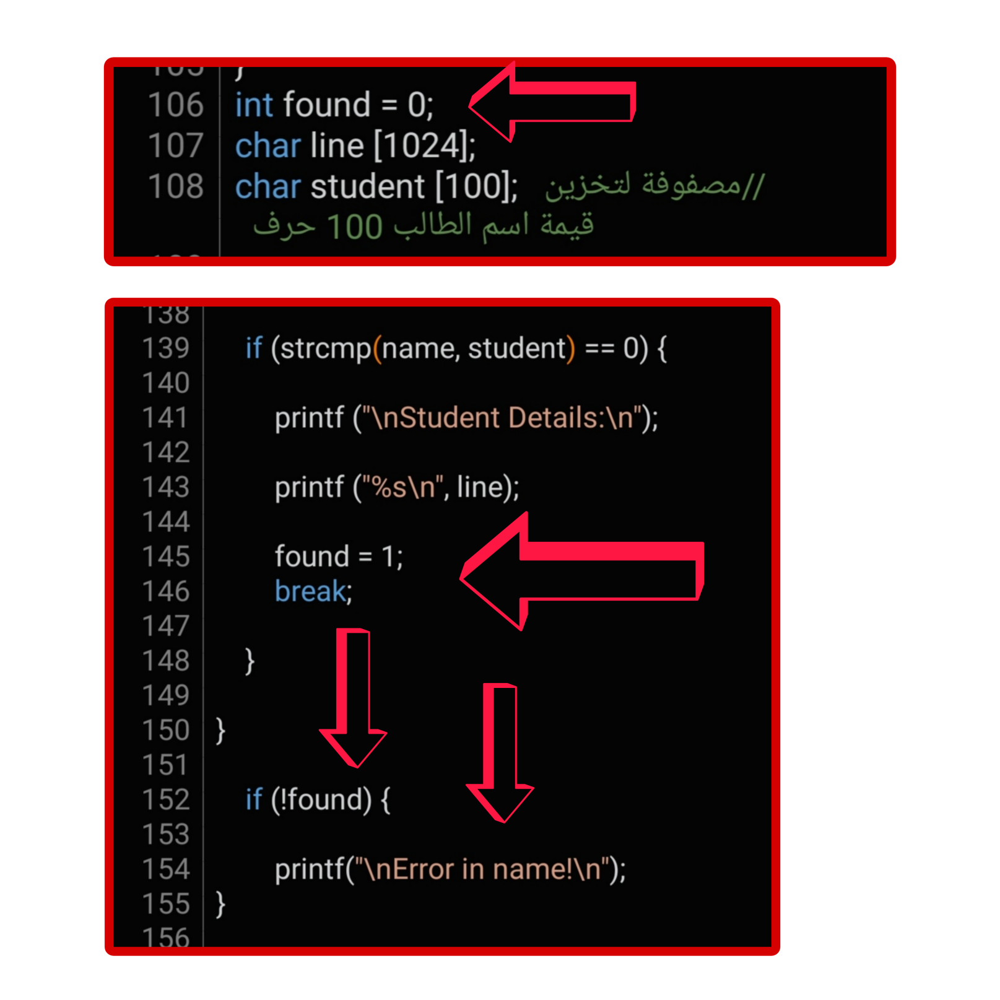 106 int found = 0;
107 char line [1024];
108 char student [100]; //مصفوفة لتخزين
قيمة اسم الطالب 100 حرف
138
139 if (strcmp(name, student) == 0) {
140
141 printf ("\nStudent Details:\n");
142
143 printf ("%s\n", line);
144
145 found = 1;
146 break;
147
148 }
149
150 }
151
152 if (!found) {
153
154 printf("\nError in name!\n");
155 }
156